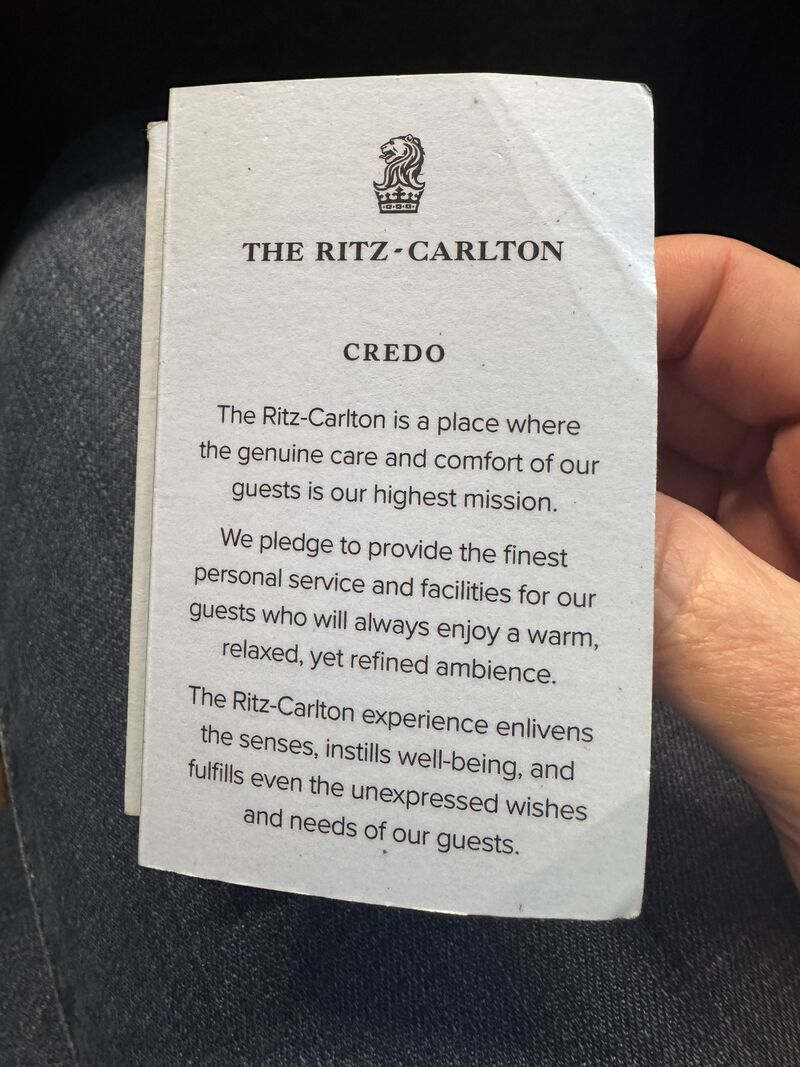 THE RITZ-CARLTON
CREDO
The Ritz-Carlton is a place where
the genuine care and comfort of our
guests is our highest mission.
We pledge to provide the finest
personal service and facilities for our
guests who will always enjoy a warm,
relaxed, yet refined ambience.
The Ritz-Carlton experience enlivens
the senses, instills well-being, and
fulfills even the unexpressed wishes
and needs of our guests.